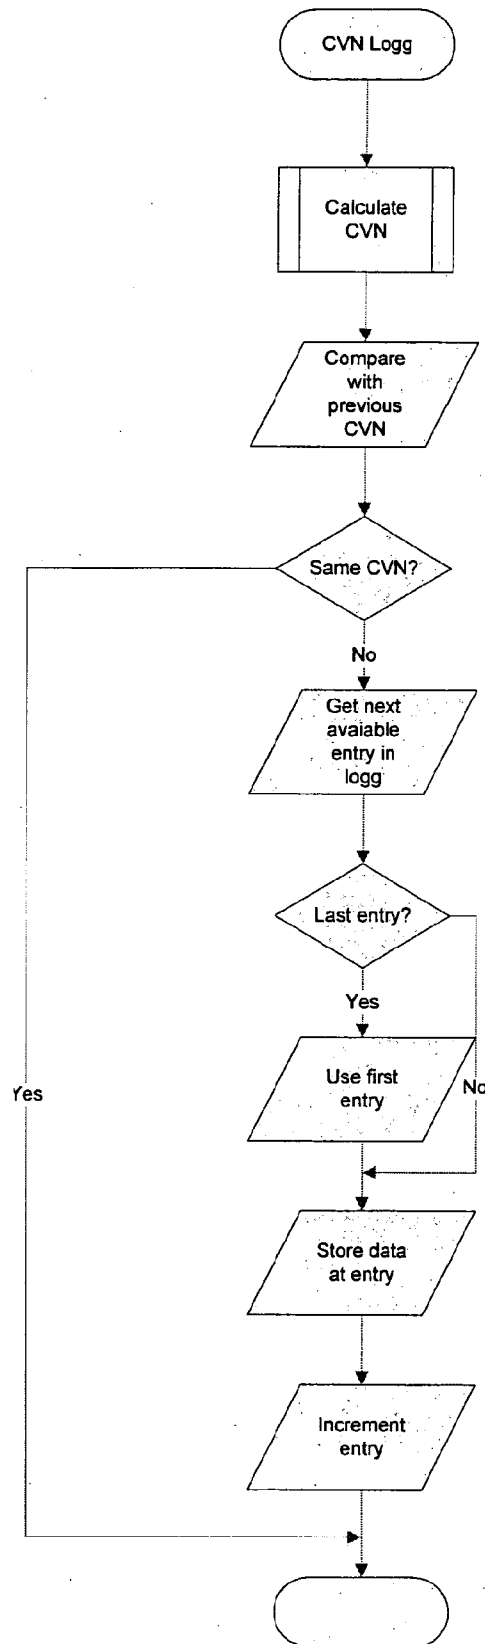 CVN Logg
Calculate
CVN
Compare
with
previous
CVN
Same CVN?
No
Get next
avaiable
entry in
logg
Last entry?
Yes
Use first
entry
Yes
No
Store data
at entry
Increment
entry